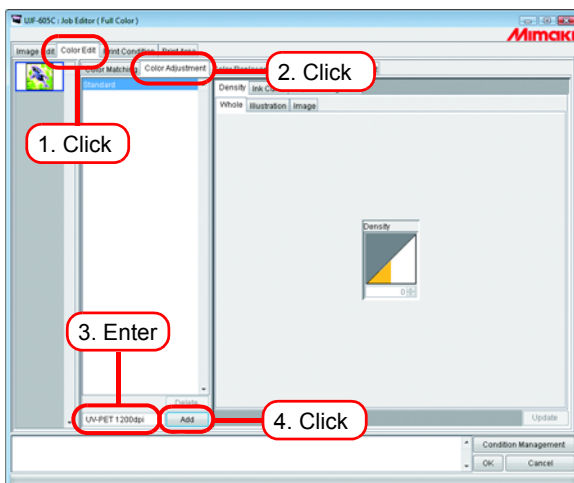 UJF-605C : Job Editor ( Full Color )
Mimaki
Image Edit Color Edit Print Condition Print Area
Color Matching Color Adjustment
2. Click
Standard
Density
Whole Illustration Image
1. Click
Density
0
3. Enter
Delete
UV-PET 1200dpi Add
4. Click
Update
Condition Management
OK Cancel